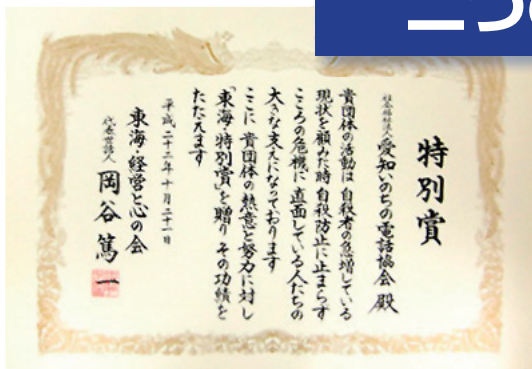 特別賞
社会福祉法人 愛知いのちの電話協会 殿
貴団体の活動は 自殺者の急増している
現状を顧みた時 自殺防止に止まらず
こころの危機に 直面している人たちの
大きな支えになっております
ここに 貴団体の熱意と努力に対し
「東海・特別賞」を贈り その功績を
たたえます
平成二十二年十月二十一日
東海・経営と心の会
代表世話人 岡谷篤一